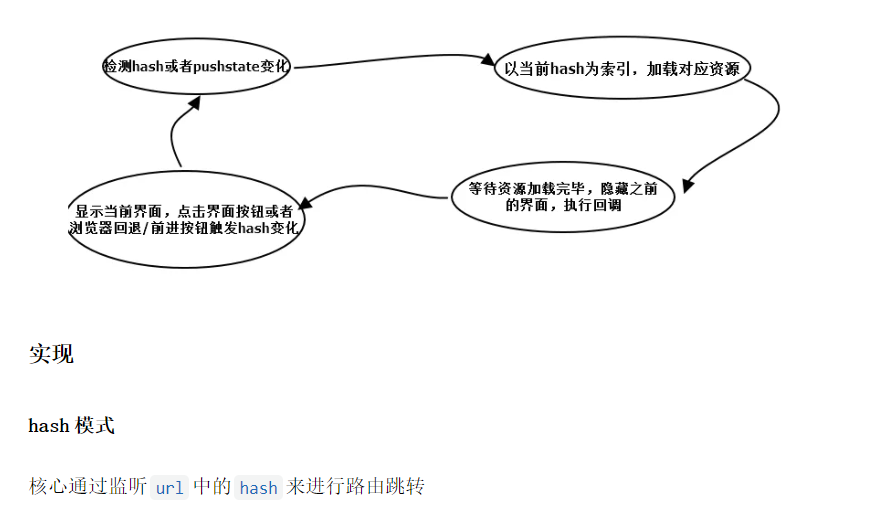 检测hash或者pushstate变化
以当前hash为索引，加载对应资源
等待资源加载完毕，隐藏之前
的界面，执行回调
显示当前界面，点击界面按钮或者
浏览器回退/前进按钮触发hash变化
实现
hash 模式
核心通过监听 url 中的 hash 来进行路由跳转